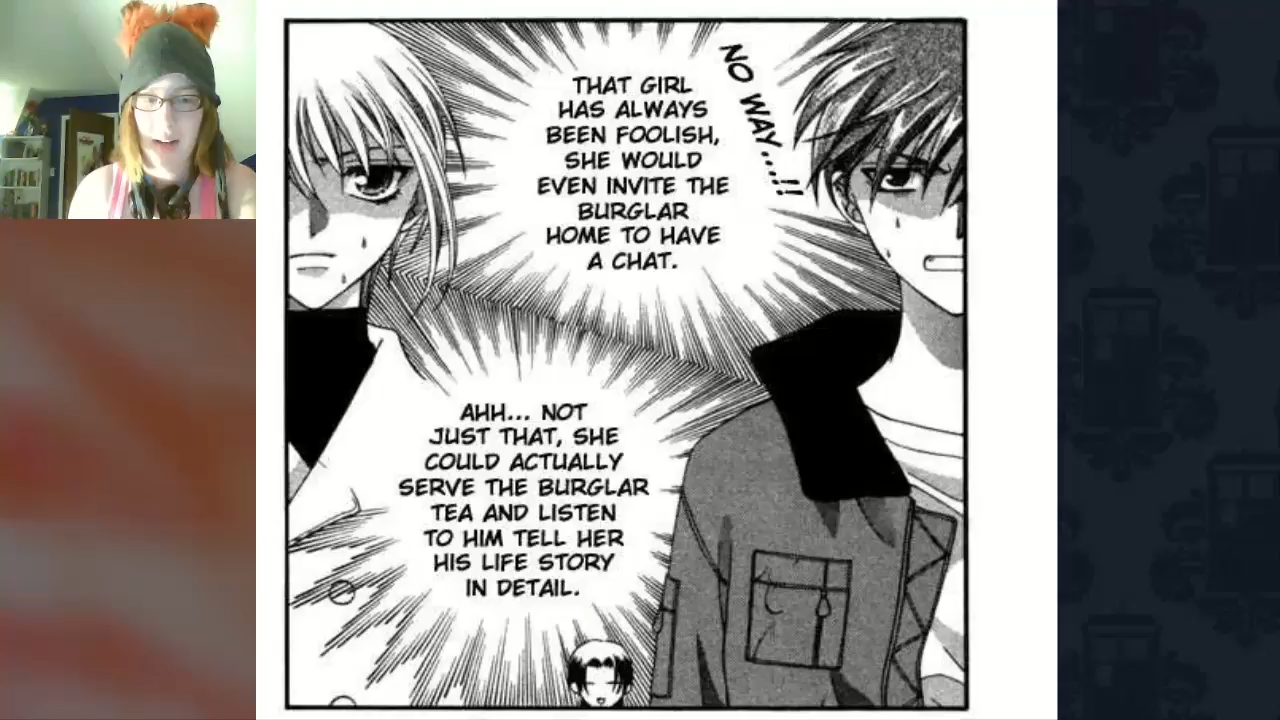 THAT GIRL
HAS ALWAYS
BEEN FOOLISH,
SHE WOULD
EVEN INVITE THE
BURGLAR
HOME TO HAVE
A CHAT.
NO WAY...!!
AHH... NOT
JUST THAT, SHE
COULD ACTUALLY
SERVE THE BURGLAR
TEA AND LISTEN
TO HIM TELL HER
HIS LIFE STORY
IN DETAIL.